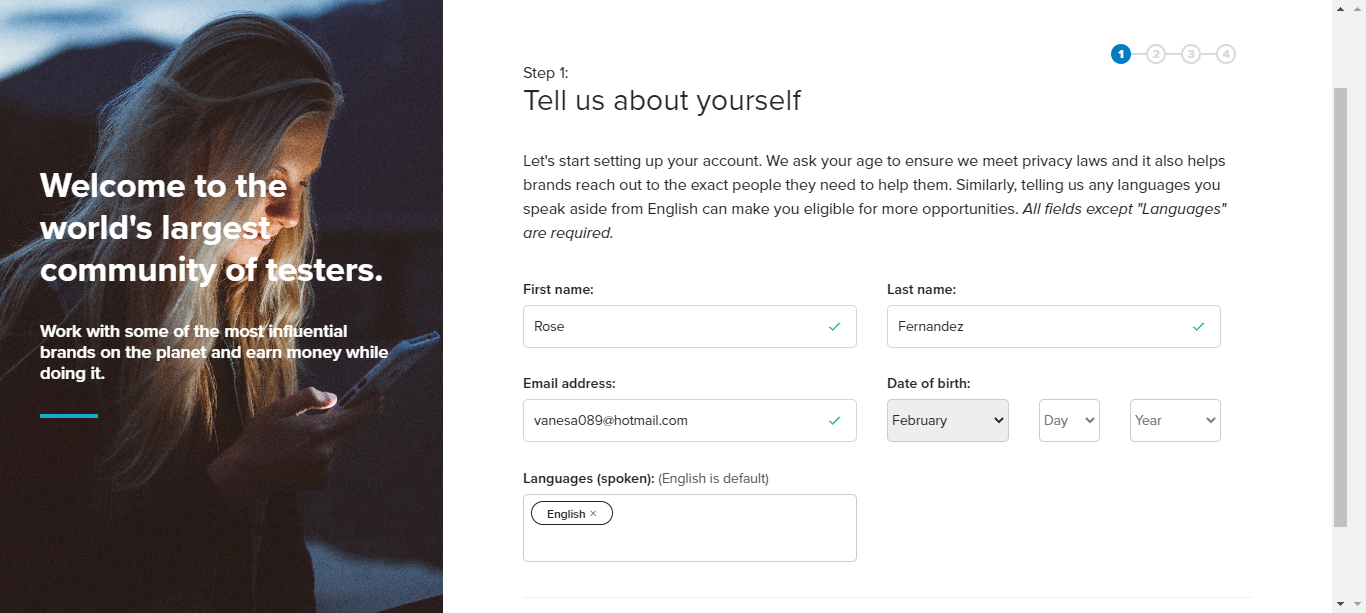 Welcome to the
world's largest
community of testers.
Work with some of the most influential
brands on the planet and earn money while
doing it.
1 2 3 4
Step 1:
Tell us about yourself
Let's start setting up your account. We ask your age to ensure we meet privacy laws and it also helps
brands reach out to the exact people they need to help them. Similarly, telling us any languages you
speak aside from English can make you eligible for more opportunities. All fields except "Languages"
are required.
First name: Last name:
Rose Fernandez
Email address: Date of birth:
vanesa089@hotmail.com February Day Year
Languages (spoken): (English is default)
English ×